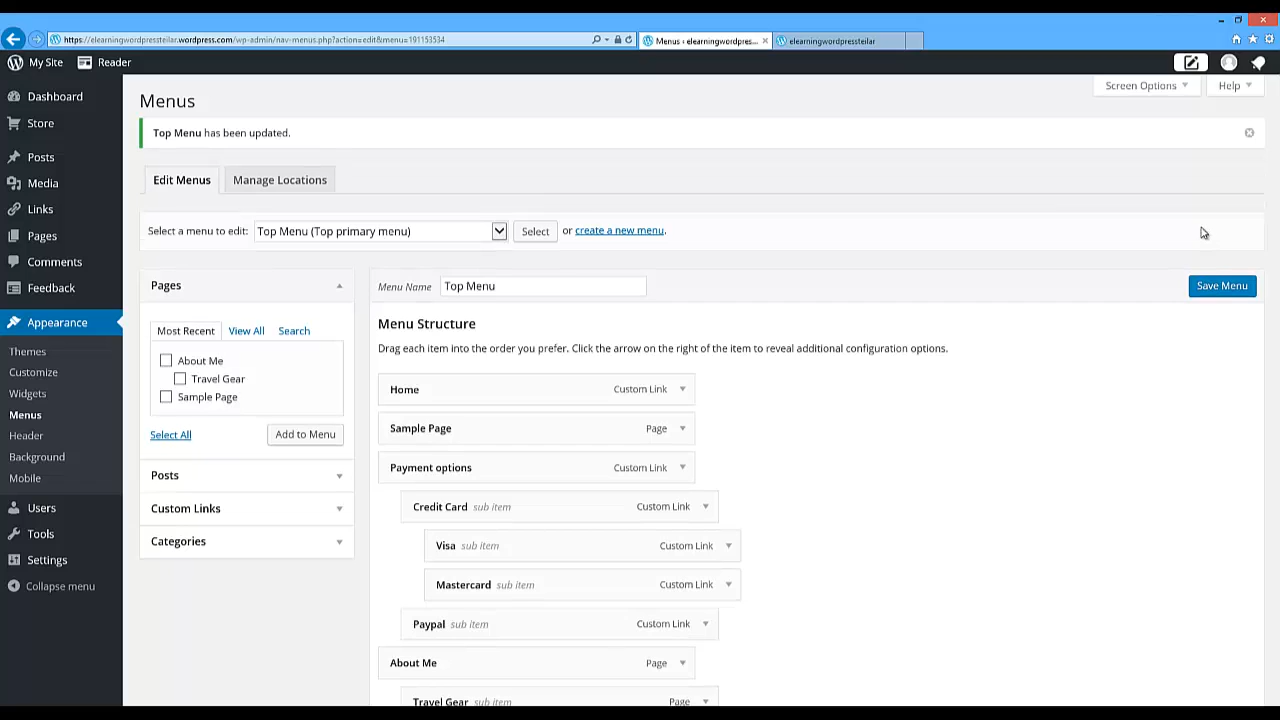 https://elearningwordpressteilar.wordpress.com/wp-admin/nav-menus.php?action=edit&menu=191153534
Menus ‹ elearningwordpres...
elearningwordpressteilar
My Site
Reader
Dashboard
Store
Posts
Media
Links
Pages
Comments
Feedback
Appearance
Themes
Customize
Widgets
Menus
Header
Background
Mobile
Users
Tools
Settings
Collapse menu
Screen Options
Help
Menus
Top Menu has been updated.
Edit Menus
Manage Locations
Select a menu to edit: Top Menu (Top primary menu) Select or create a new menu.
Pages
Most Recent View All Search
About Me
Travel Gear
Sample Page
Select All
Add to Menu
Posts
Custom Links
Categories
Menu Name Top Menu
Save Menu
Menu Structure
Drag each item into the order you prefer. Click the arrow on the right of the item to reveal additional configuration options.
Home Custom Link
Sample Page Page
Payment options Custom Link
Credit Card sub item Custom Link
Visa sub item Custom Link
Mastercard sub item Custom Link
Paypal sub item Custom Link
About Me Page
Travel Gear sub item Page